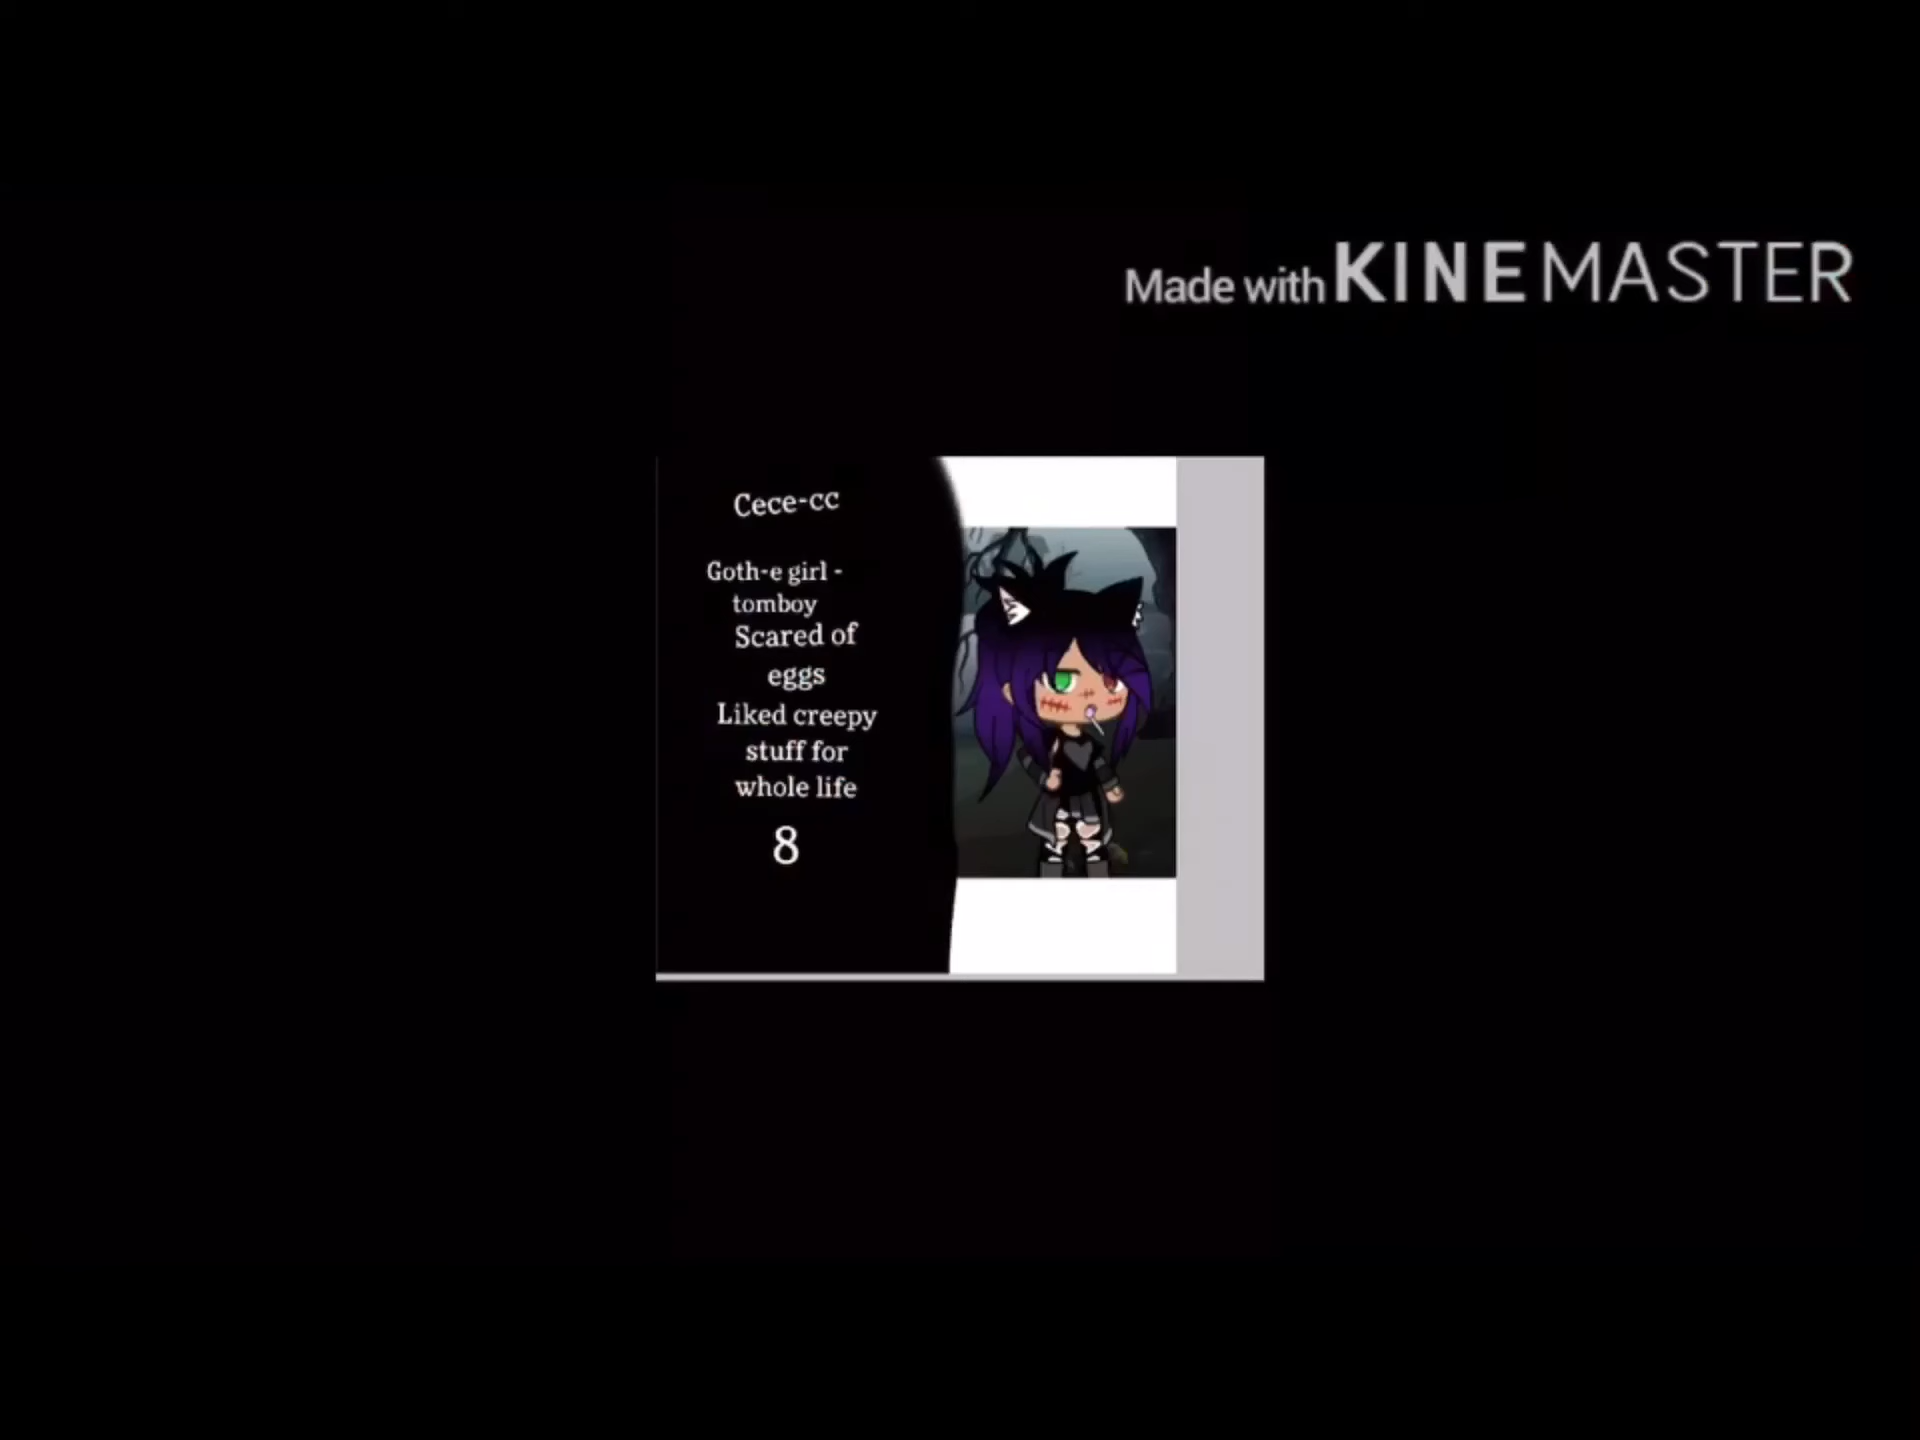 Made with KINEMASTER
Cece-cc
Goth-e girl -
tomboy
Scared of
eggs
Liked creepy
stuff for
whole life
8